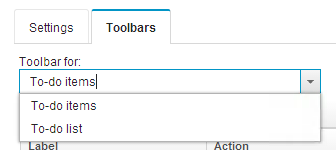 Settings Toolbars
Toolbar for:
To-do items
To-do items
To-do list
Label Action